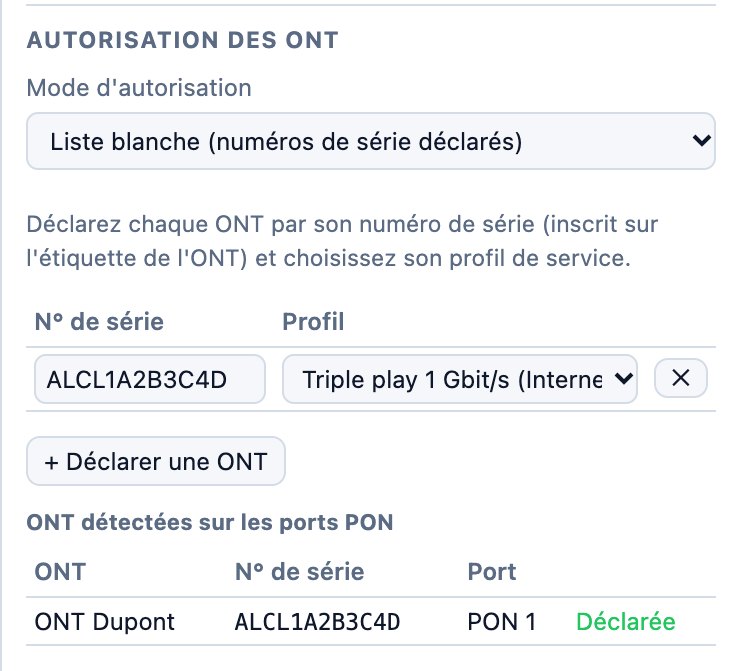 AUTORISATION DES ONT
Mode d'autorisation
Liste blanche (numéros de série déclarés)
Déclarez chaque ONT par son numéro de série (inscrit sur
l'étiquette de l'ONT) et choisissez son profil de service.
N° de série Profil
ALCL1A2B3C4D Triple play 1 Gbit/s (Interne ×
+ Déclarer une ONT
ONT détectées sur les ports PON
ONT N° de série Port
ONT Dupont ALCL1A2B3C4D PON 1 Déclarée